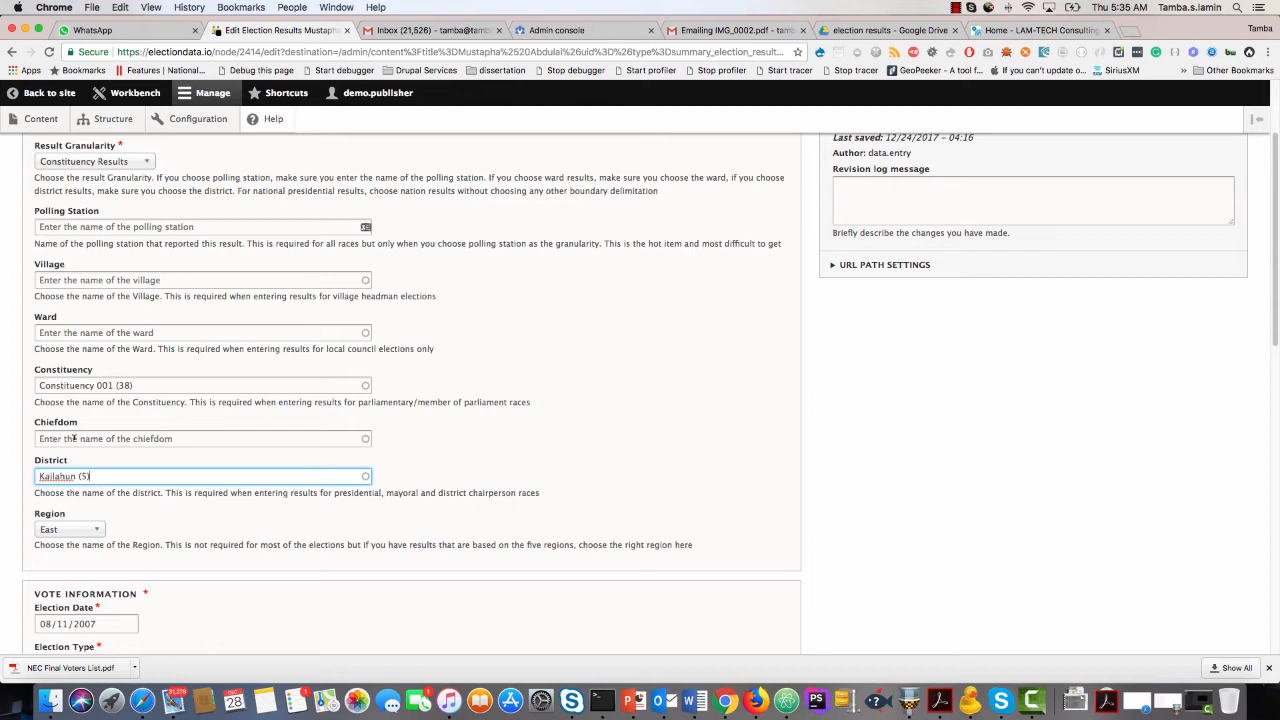 Chrome File Edit View History Bookmarks People Window Help Thu 5:35 AM Tamba.s.lamin
WhatsApp Edit Election Results Mustaph Inbox (21,526) - tamba@tamb Admin console Emailing IMG_0002.pdf - tamb election results - Google Drive Home - LAM-TECH Consulting Tamba
Secure https://electiondata.io/node/2414/edit?destination=admin/content%3Ftitle%3DMustapha%2520Abdulai%26uid%3D%26type%3Dsummary_election_result...
Apps Bookmarks Features | National... Debug this page Start debugger Drupal Services dissertation Stop debugger Start profiler Stop profiler Start tracer Stop tracer GeoPeeker - A tool f... If you can't output... SiriusXM Other Bookmarks
Back to site Workbench Manage Shortcuts demo.publisher
Content Structure Configuration Help
Result Granularity *
Constituency Results
Choose the result Granularity. If you choose polling station, make sure you enter the name of the polling station. If you choose ward results, make sure you choose the ward, if you choose
district results, make sure you choose the district. For national presidential results, choose nation results without choosing any other boundary delimitation
Polling Station
Enter the name of the polling station
Name of the polling station that reported this result. This is required for all races but only when you choose polling station as the granularity. This is the hot item and most difficult to get
Village
Enter the name of the village
Choose the name of the Village. This is required when entering results for village headman elections
Ward
Enter the name of the ward
Choose the name of the Ward. This is required when entering results for local council elections only
Constituency
Constituency 001 (38)
Choose the name of the Constituency. This is required when entering results for parliamentary/member of parliament races
Chiefdom
Enter the name of the chiefdom
District
Kailahun (5)
Choose the name of the district. This is required when entering results for presidential, mayoral and district chairperson races
Region
East
Choose the name of the Region. This is not required for most of the elections but if you have results that are based on the five regions, choose the right region here
VOTE INFORMATION *
Election Date *
08/11/2007
Election Type *
Last saved: 12/24/2017 - 04:16
Author: data.entry
Revision log message
Briefly describe the changes you have made.
URL PATH SETTINGS
NEC Final Voters List.pdf Show All
31,278